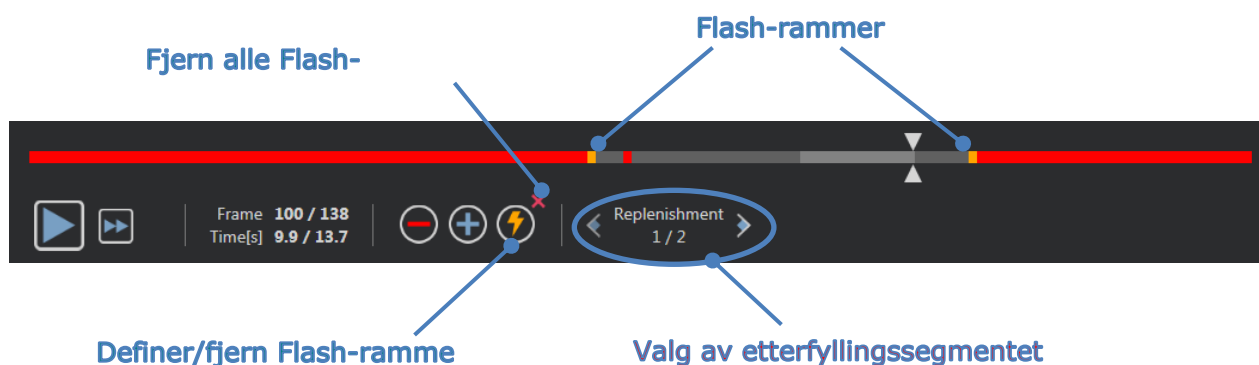 Flash-rammer
Fjern alle Flash-
Frame 100 / 138
Time[s] 9.9 / 13.7
Replenishment
1 / 2
Definer/fjern Flash-ramme
Valg av etterfyllingssegmentet